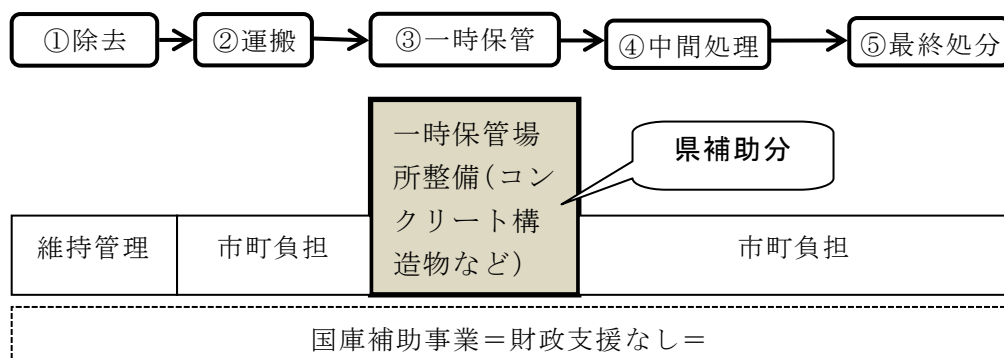 ①除去
②運搬
③一時保管
④中間処理
⑤最終処分
一時保管場
所整備(コン
クリート構
造物など)
県補助分
維持管理
市町負担
市町負担
国庫補助事業=財政支援なし=